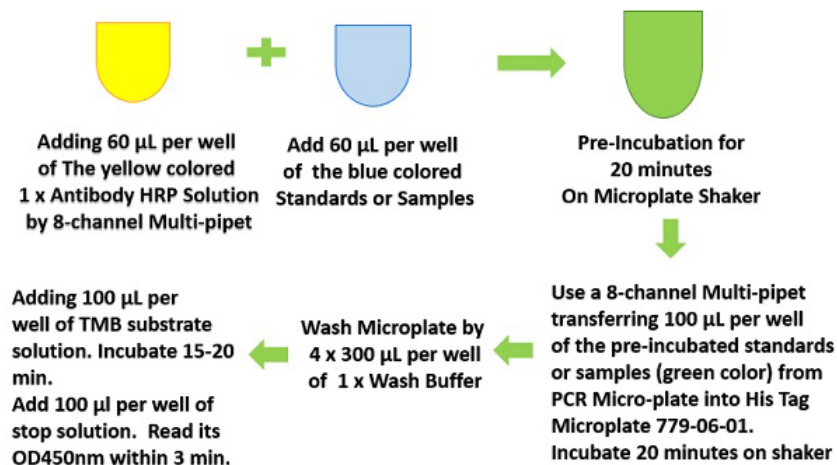 Adding 60 µL per well
of The yellow colored
1 x Antibody HRP Solution
by 8-channel Multi-pipet
Add 60 µL per well
of the blue colored
Standards or Samples
Pre-Incubation for
20 minutes
On Microplate Shaker
Use a 8-channel Multi-pipet
transferring 100 µL per well
of the pre-incubated standards
or samples (green color) from
PCR Micro-plate into His Tag
Microplate 779-06-01.
Incubate 20 minutes on shaker
Wash Microplate by
4 x 300 µL per well
of 1 x Wash Buffer
Adding 100 µL per
well of TMB substrate
solution. Incubate 15-20
min.
Add 100 µl per well of
stop solution. Read its
OD450nm within 3 min.